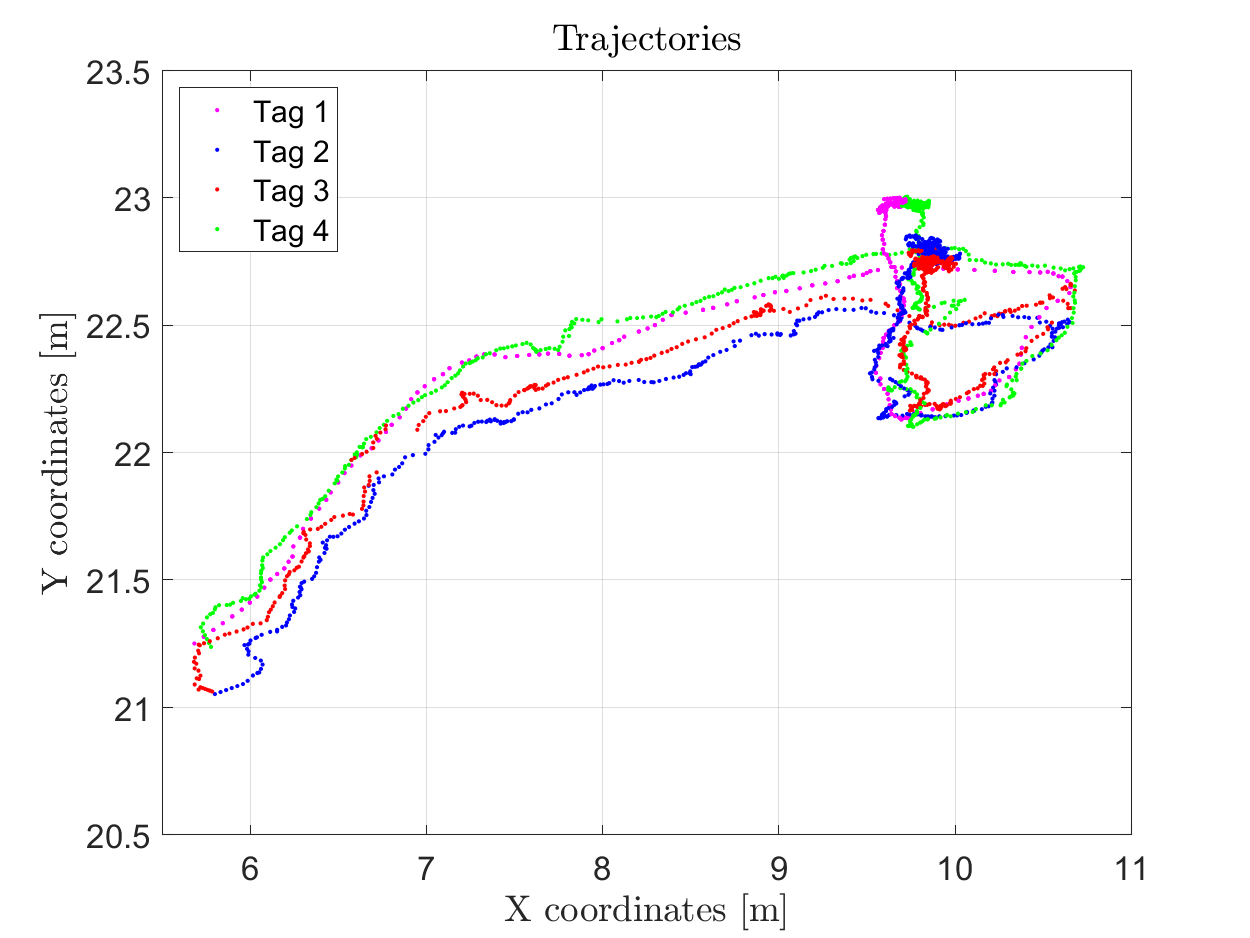 Trajectories
23.5
23
22.5
22
21.5
21
20.5
Y coordinates [m]
Tag 1
Tag 2
Tag 3
Tag 4
6 7 8 9 10 11
X coordinates [m]